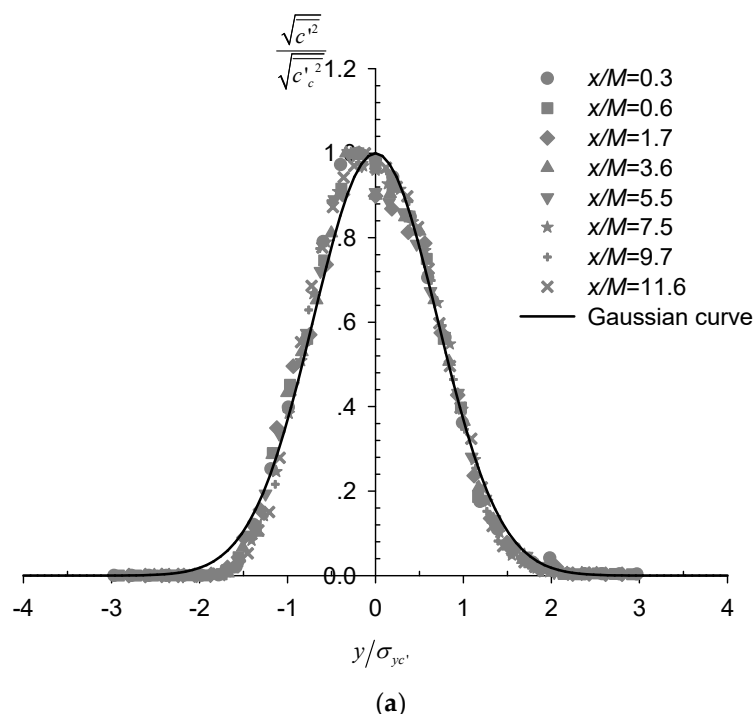 √c'² / √c'c²
1.2
x/M=0.3
x/M=0.6
x/M=1.7
x/M=3.6
x/M=5.5
x/M=7.5
x/M=9.7
x/M=11.6
Gaussian curve
.8
.6
.4
.2
0.0
-4 -3 -2 -1 0 1 2 3 4
y/σyc'
(a)